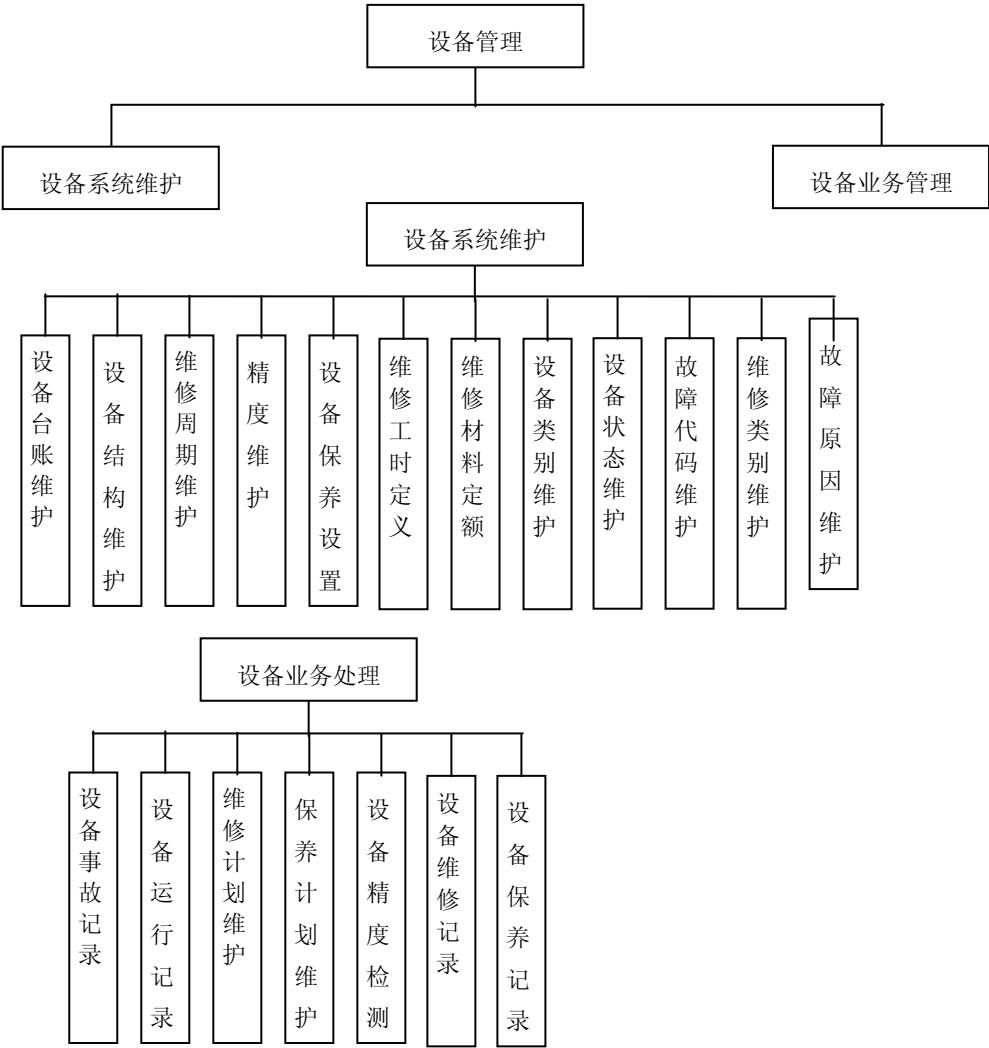 设备管理
设备系统维护
设备业务管理
设备系统维护
设备台账维护
设备结构维护
维修周期维护
精度维护
设备保养设置
维修工时定义
维修材料定额
设备类别维护
设备状态维护
故障代码维护
维修类别维护
故障原因维护
设备业务处理
设备事故记录
设备运行记录
维修计划维护
保养计划维护
设备精度检测
设备维修记录
设备保养记录